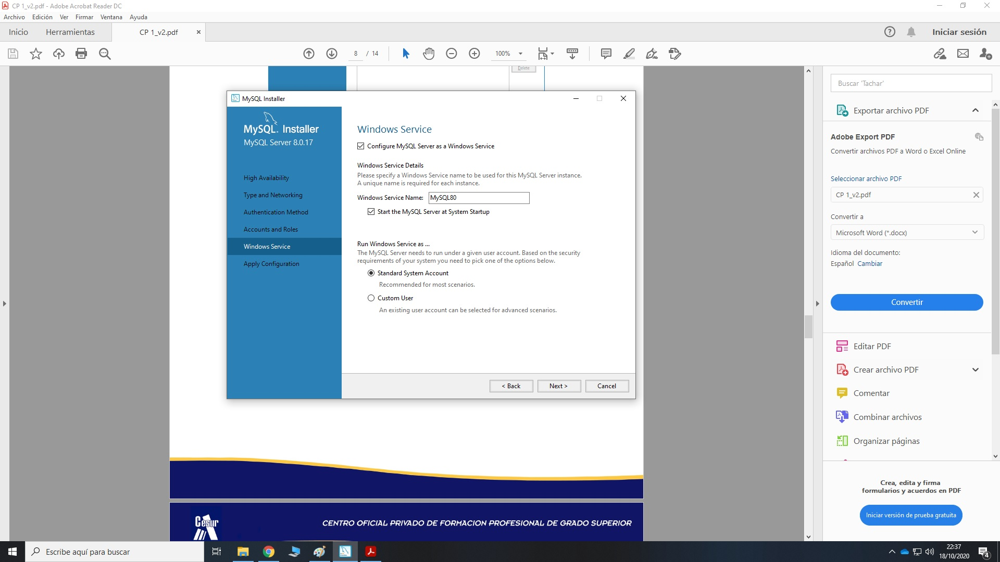 CP 1_v2.pdf - Adobe Acrobat Reader DC
Archivo Edición Ver Firmar Ventana Ayuda
Inicio Herramientas CP 1_v2.pdf Iniciar sesión
8 / 14 100%
Delete
MySQL Installer
MySQL. Installer
MySQL Server 8.0.17
High Availability
Type and Networking
Authentication Method
Accounts and Roles
Windows Service
Apply Configuration
Windows Service
Configure MySQL Server as a Windows Service
Windows Service Details
Please specify a Windows Service name to be used for this MySQL Server instance.
A unique name is required for each instance.
Windows Service Name: MySQL80
Start the MySQL Server at System Startup
Run Windows Service as ...
The MySQL Server needs to run under a given user account. Based on the security
requirements of your system you need to pick one of the options below.
Standard System Account
Recommended for most scenarios.
Custom User
An existing user account can be selected for advanced scenarios.
< Back Next > Cancel
Cesur
CENTRO OFICIAL PRIVADO DE FORMACION PROFESIONAL DE GRADO SUPERIOR
Buscar 'Tachar'
Exportar archivo PDF
Adobe Export PDF
Convertir archivos PDF a Word o Excel Online
Seleccionar archivo PDF
CP 1_v2.pdf
Convertir a
Microsoft Word (*.docx)
Idioma del documento:
Español Cambiar
Convertir
Editar PDF
Crear archivo PDF
Comentar
Combinar archivos
Organizar páginas
Crea, edita y firma
formularios y acuerdos en PDF
Iniciar versión de prueba gratuita
Escribe aquí para buscar
22:37
18/10/2020
4